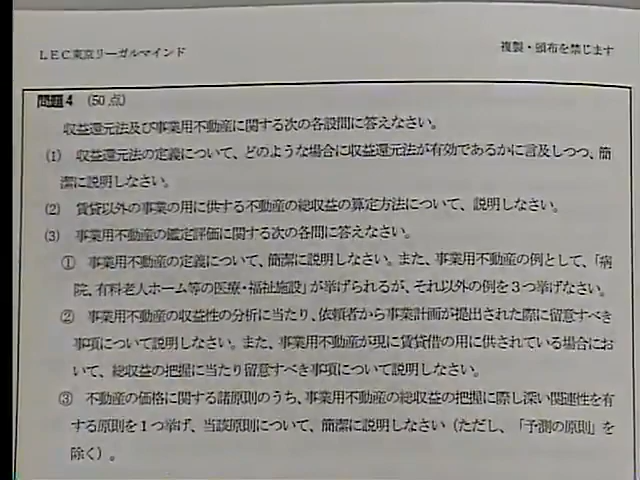 LEC東京リーガルマインド
複製・頒布を禁じます
問題4 (50点)
収益還元法及び事業用不動産に関する次の各設問に答えなさい。
(1) 収益還元法の定義について、どのような場合に収益還元法が有効であるかに言及しつつ、簡
潔に説明しなさい。
(2) 賃貸以外の事業の用に供する不動産の総収益の算定方法について、説明しなさい。
(3) 事業用不動産の鑑定評価に関する次の各問に答えなさい。
① 事業用不動産の定義について、簡潔に説明しなさい。また、事業用不動産の例として、「病
院、有料老人ホーム等の医療・福祉施設」が挙げられるが、それ以外の例を3つ挙げなさい。
② 事業用不動産の収益性の分析に当たり、依頼者から事業計画が提出された際に留意すべき
事項について説明しなさい。また、事業用不動産が現に賃貸借の用に供されている場合にお
いて、総収益の把握に当たり留意すべき事項について説明しなさい。
③ 不動産の価格に関する諸原則のうち、事業用不動産の総収益の把握に際し深い関連性を有
する原則を1つ挙げ、当該原則について、簡潔に説明しなさい（ただし、「予測の原則」を
除く）。